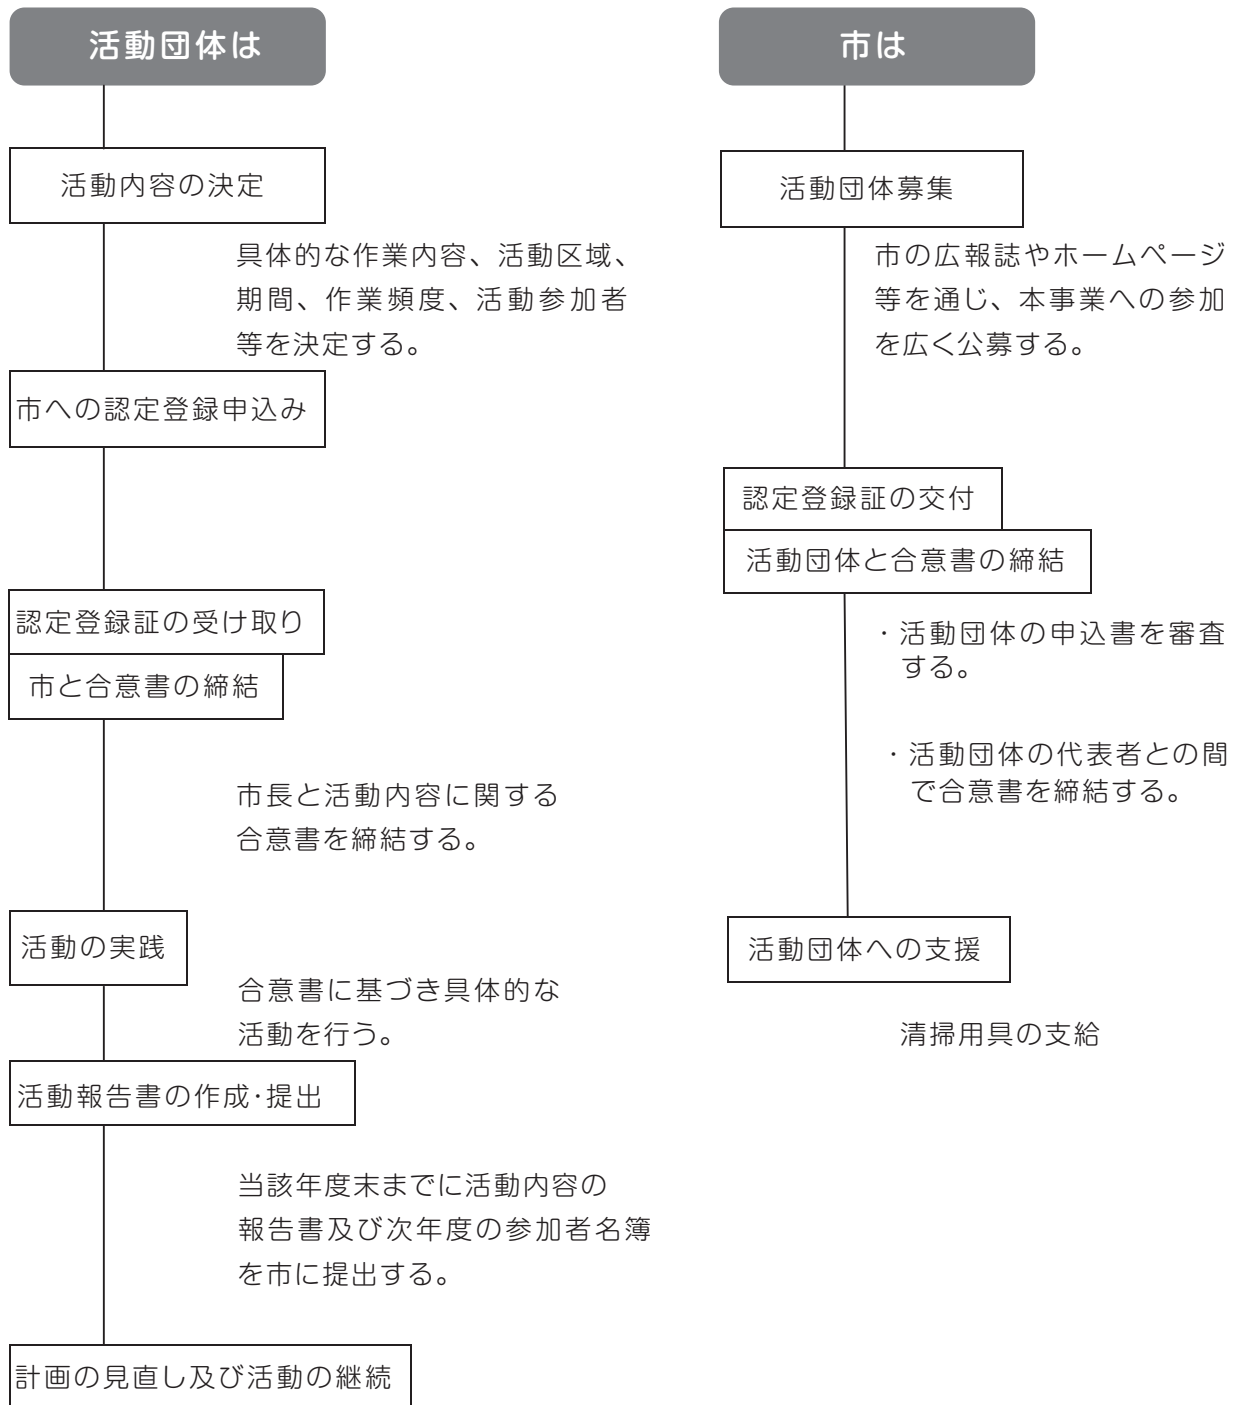 活動団体は
活動内容の決定
具体的な作業内容、活動区域、
期間、作業頻度、活動参加者
等を決定する。
市への認定登録申込み
認定登録証の受け取り
市と合意書の締結
市長と活動内容に関する
合意書を締結する。
活動の実践
合意書に基づき具体的な
活動を行う。
活動報告書の作成・提出
当該年度末までに活動内容の
報告書及び次年度の参加者名簿
を市に提出する。
計画の見直し及び活動の継続
市は
活動団体募集
市の広報誌やホームページ
等を通じ、本事業への参加
を広く公募する。
認定登録証の交付
活動団体と合意書の締結
・活動団体の申込書を審査
する。
・活動団体の代表者との間
で合意書を締結する。
活動団体への支援
清掃用具の支給